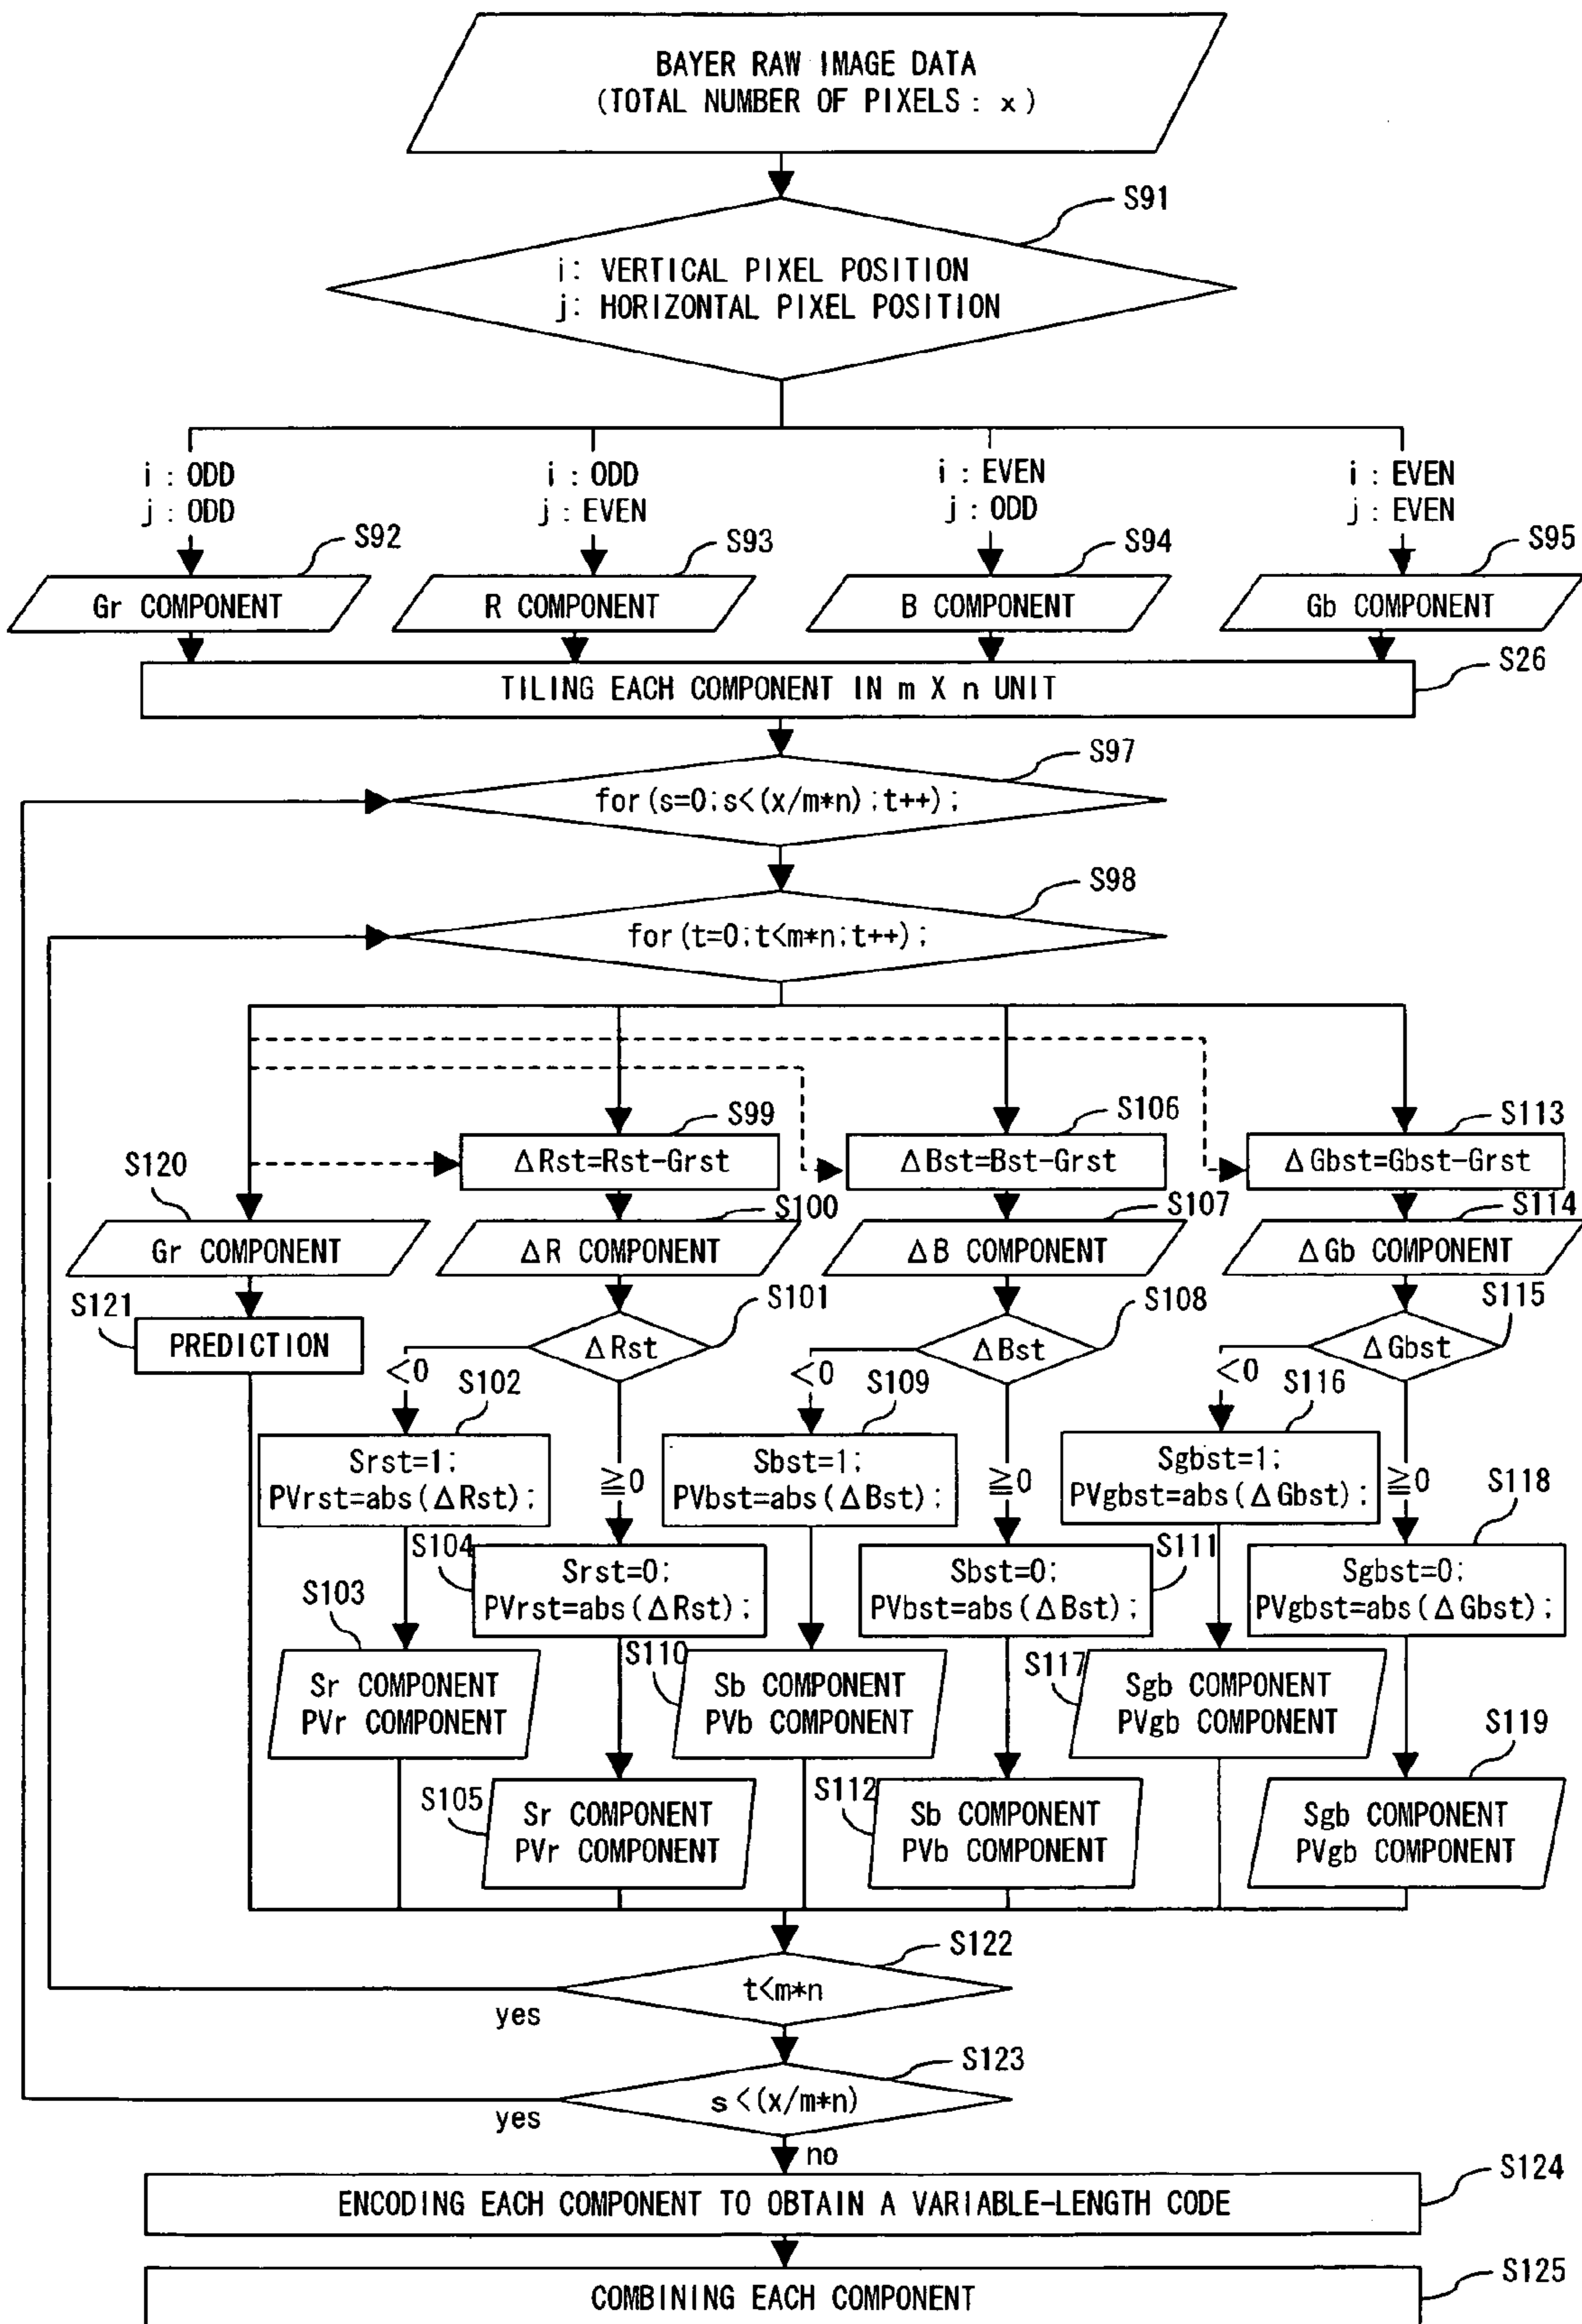 BAYER RAW IMAGE DATA
(TOTAL NUMBER OF PIXELS : x)
S91
i: VERTICAL PIXEL POSITION
j: HORIZONTAL PIXEL POSITION
i : ODD
j : ODD
i : ODD
j : EVEN
i : EVEN
j : ODD
i : EVEN
j : EVEN
S92
S93
S94
S95
Gr COMPONENT
R COMPONENT
B COMPONENT
Gb COMPONENT
S26
TILING EACH COMPONENT IN m X n UNIT
S97
for(s=0;s<(x/m*n);t++);
S98
for(t=0;t<m*n;t++);
S99
S106
S113
ΔRst=Rst-Grst
ΔBst=Bst-Grst
ΔGbst=Gbst-Grst
S120
S100
S107
S114
Gr COMPONENT
ΔR COMPONENT
ΔB COMPONENT
ΔGb COMPONENT
S121
S101
S108
S115
PREDICTION
ΔRst
ΔBst
ΔGbst
<0
<0
<0
S102
S109
S116
Srst=1;
PVrst=abs(ΔRst);
≧0
Sbst=1;
PVbst=abs(ΔBst);
≧0
Sgbst=1;
PVgbst=abs(ΔGbst);
≧0
S118
S104
Srst=0;
PVrst=abs(ΔRst);
Sbst=0;
PVbst=abs(ΔBst);
S111
Sgbst=0;
PVgbst=abs(ΔGbst);
S103
S110
S117
Sr COMPONENT
PVr COMPONENT
Sb COMPONENT
PVb COMPONENT
Sgb COMPONENT
PVgb COMPONENT
S105
S112
S119
Sr COMPONENT
PVr COMPONENT
Sb COMPONENT
PVb COMPONENT
Sgb COMPONENT
PVgb COMPONENT
S122
t<m*n
yes
S123
s<(x/m*n)
yes
no
S124
ENCODING EACH COMPONENT TO OBTAIN A VARIABLE-LENGTH CODE
S125
COMBINING EACH COMPONENT